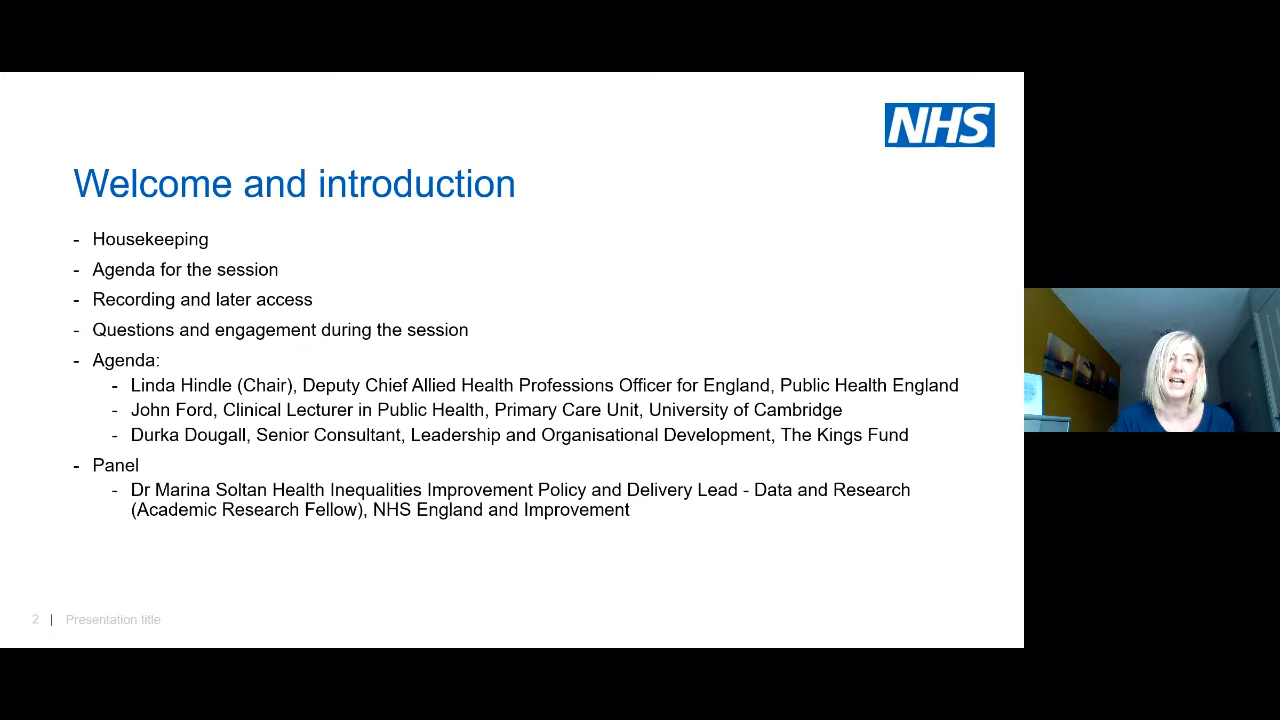 NHS
Welcome and introduction
- Housekeeping
- Agenda for the session
- Recording and later access
- Questions and engagement during the session
- Agenda:
- Linda Hindle (Chair), Deputy Chief Allied Health Professions Officer for England, Public Health England
- John Ford, Clinical Lecturer in Public Health, Primary Care Unit, University of Cambridge
- Durka Dougall, Senior Consultant, Leadership and Organisational Development, The Kings Fund
- Panel
- Dr Marina Soltan Health Inequalities Improvement Policy and Delivery Lead - Data and Research
(Academic Research Fellow), NHS England and Improvement
2 | Presentation title